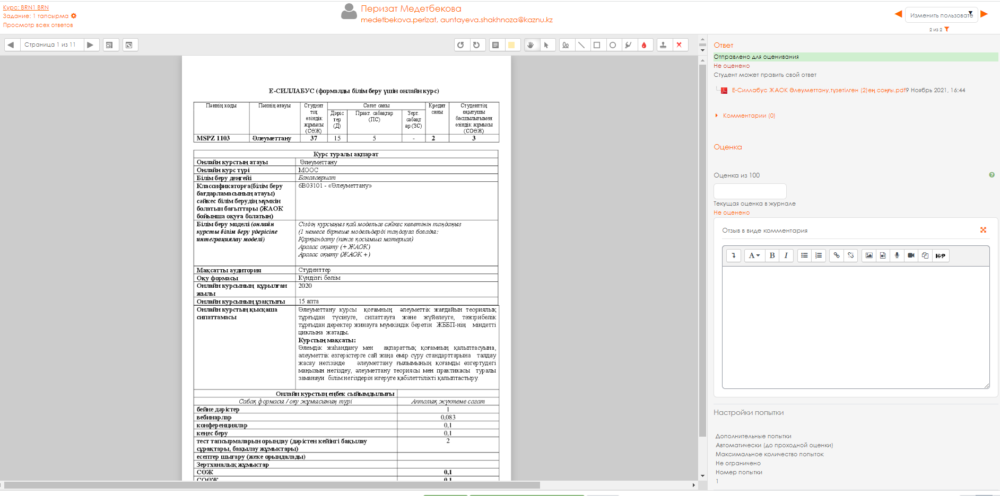 Курс: BRN1 BRN
Задание: 1 тапсырма
Просмотр всех ответов
Перизат Медетбекова
medetbekova.perizat, auntayeva.shakhnoza@kaznu.kz
Изменить пользовате
2 из 2
Страница 1 из 11
Е-СИЛЛАБУС (формалды білім беру үшін онлайн курс)
Пәннің коды
Пәннің атауы
Студент
тің
өзіндік
жұмысы
(СӨЖ)
Сағат саны
Кредит
саны
Студенттің
оқытушы
басшылығымен
өзіндік жұмысы
(СОӨЖ)
Дәріс
тер
(Д)
Практ. сабақтар
(ПС)
Зерт.
сабақт
ар (ЗС)
MSPZ 1103 Әлеуметтану 37 15 5 - 2 3
Курс туралы ақпарат
Онлайн курстың атауы Әлеуметтану
Онлайн курс түрі МООС
Білім беру деңгейі Бакалавриат
Классификаторға(білім беру 6B03101 - «Әлеуметтану»
бағдарламасының атауы)
сәйкес білім берудің мүмкін
болатын бағыттары (ЖАОК
бойынша оқуға болатын)
Білім беру моделі (онлайн Сіздің курсыңыз қай модельге сәйкес келетінін таңдаңыз
курсты білім беру үдерісіне (1 немесе бірнеше модельдерді таңдауға болады:
интеграциялау моделі) Қарқындату (пәнге қосымша материал)
Аралас оқыту (+ ЖАОК)
Аралас оқыту (ЖАОК +)
Мақсатты аудитория Студенттер
Оқу формасы Күндізгі бөлім
Онлайн курсының құрылған 2020
жылы
Онлайн курсының ұзақтығы 15 апта
Онлайн курстың қысқаша
сипаттамасы
Әлеуметтану курсы қоғамның әлеуметтік жағдайын теориялық
тұрғыдан түсінуге, сипаттауға және жүйелеуге, тәжірибелік
тұрғыдан деректер жинауға мүмкіндік беретін ЖББП-нің міндетті
циклына жатады.
Курстың мақсаты:
Әлемдік жаһандану мен ақпараттық қоғамның қалыптасуына,
әлеуметтік өзгерістерге сай жаңа өмір сүру стандарттарына талдау
жасау негізінде әлеуметтану ғылымының қоғамды өзгертудегі
маңызын негіздеу, әлеуметтану теориясы мен практикасы туралы
заманауи білім негіздерін игеруге қабілеттілікті қалыптастыру.
Онлайн курстың еңбек сыйымдылығы
Сабақ формасы / оқу жұмысының түрі Апталық жүктеме сағат
бейне дәрістер 1
вебинарлар 0,083
конференциялар 0,1
кеңес беру 0,1
тест тапсырмаларын орындау (дәрістен кейінгі бақылау 2
сұрақтары, бақылау жұмыстары)
есептер шығару (жеке орындалады)
Зертханалық жұмыстар
СӨЖ 0,1
СОӨЖ 0,1
Ответ
Отправлено для оценивания
Не оценено
Студент может править свой ответ
Е-Силлабус ЖАОК Әлеуметтану,түзетілген (2)ең соңғы.pdf9 Ноябрь 2021, 16:44
Комментарии (0)
Оценка
Оценка из 100
Текущая оценка в журнале
Не оценено
Отзыв в виде комментария
A B I H-P
Настройки попытки
Дополнительные попытки
Автоматически (до проходной оценки)
Максимальное количество попыток
Не ограничено
Номер попытки
1